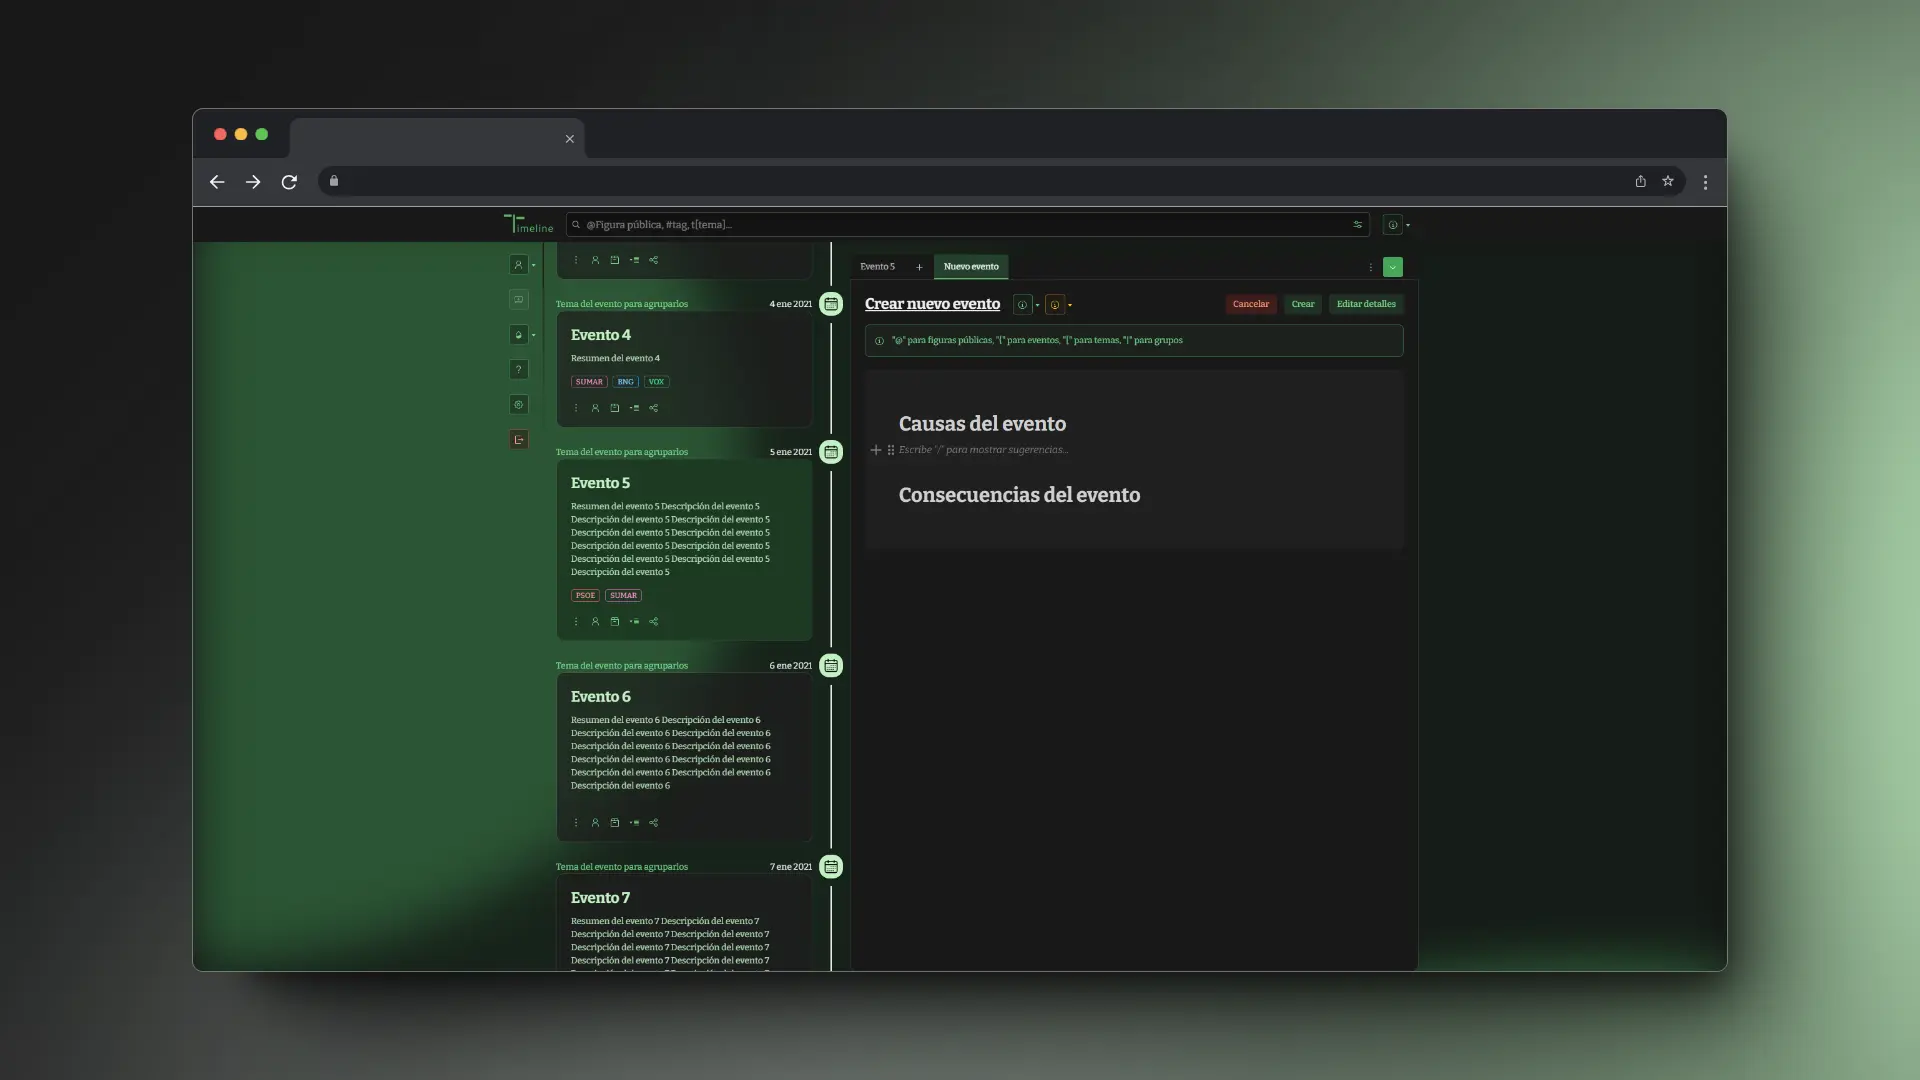 Timeline
@Figura pública, #tag, t[tema]...
Tema del evento para agruparlos 4 ene 2021
Evento 4
Resumen del evento 4
SUMAR BNG VOX
Tema del evento para agruparlos 5 ene 2021
Evento 5
Resumen del evento 5 Descripción del evento 5
Descripción del evento 5 Descripción del evento 5
Descripción del evento 5 Descripción del evento 5
Descripción del evento 5 Descripción del evento 5
Descripción del evento 5 Descripción del evento 5
Descripción del evento 5
PSOE SUMAR
Tema del evento para agruparlos 6 ene 2021
Evento 6
Resumen del evento 6 Descripción del evento 6
Descripción del evento 6 Descripción del evento 6
Descripción del evento 6 Descripción del evento 6
Descripción del evento 6 Descripción del evento 6
Descripción del evento 6 Descripción del evento 6
Descripción del evento 6
Tema del evento para agruparlos 7 ene 2021
Evento 7
Resumen del evento 7 Descripción del evento 7
Descripción del evento 7 Descripción del evento 7
Descripción del evento 7 Descripción del evento 7
Descripción del evento 7 Descripción del evento 7
Evento 5 + Nuevo evento
Crear nuevo evento
Cancelar Crear Editar detalles
"@" para figuras públicas, "{" para eventos, "[" para temas, "|" para grupos
Causas del evento
Escribe "/" para mostrar sugerencias...
Consecuencias del evento